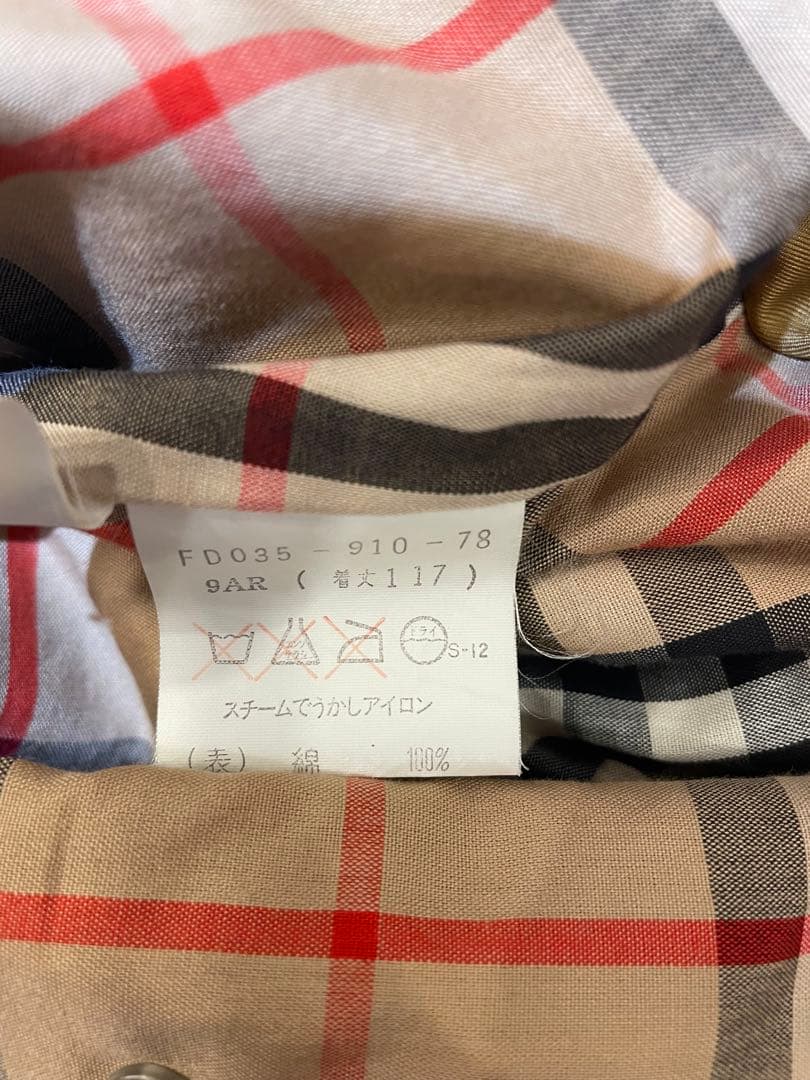 FD035-910-78
9AR ( 着丈117 )
ドライ
S-12
スチームでうかしアイロン
(表) 綿 100%